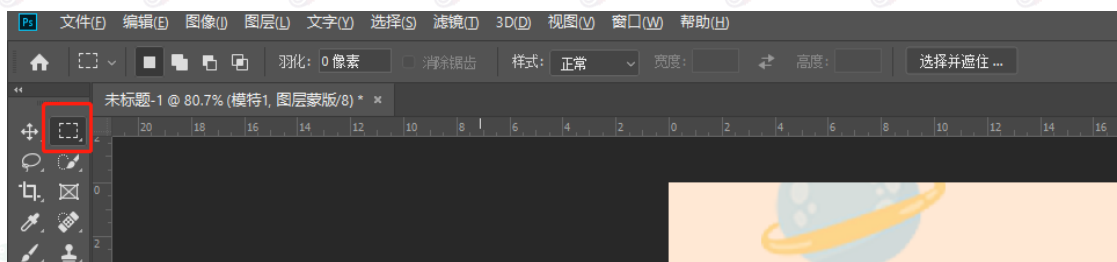 Ps 文件(F) 编辑(E) 图像(I) 图层(L) 文字(Y) 选择(S) 滤镜(T) 3D(D) 视图(V) 窗口(W) 帮助(H)
羽化: 0 像素 消除锯齿 样式: 正常 宽度: 高度: 选择并遮住 ...
未标题-1 @ 80.7% (模特1, 图层蒙版/8) * ×
20 18 16 14 12 10 8 6 4 2 0 2 4 6 8 10 12 14 16
2
0
2